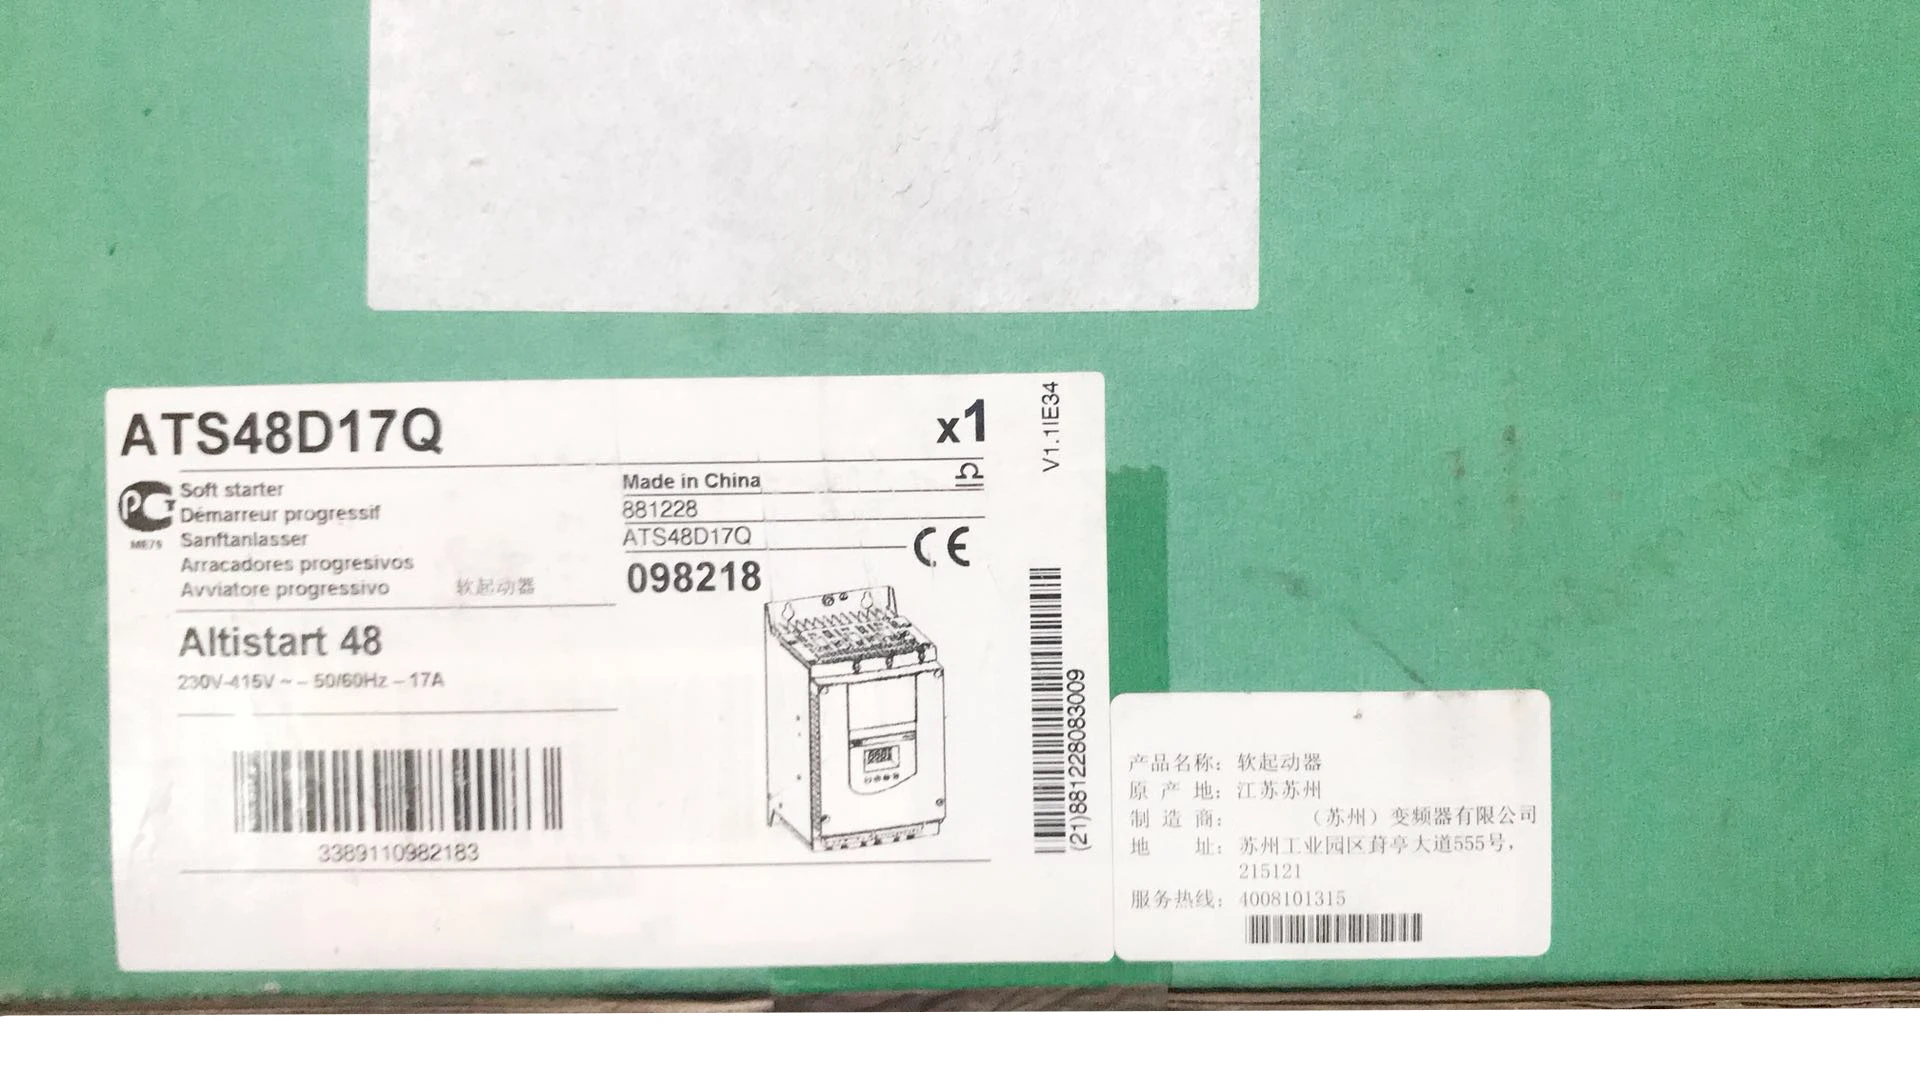 ATS48D17Q
x1
V1.1IE34
Soft starter
Démarreur progressif
Sanftanlasser
Arracadores progresivos
Avviatore progressivo 软起动器
ME75
Made in China
881228
ATS48D17Q
098218
CE
Altistart 48
230V-415V ~ – 50/60Hz – 17A
3389110982183
(21)881228083009
产品名称：软起动器
原 产 地：江苏苏州
制 造 商：（苏州）变频器有限公司
地 址：苏州工业园区葑亭大道555号，
215121
服务热线：4008101315